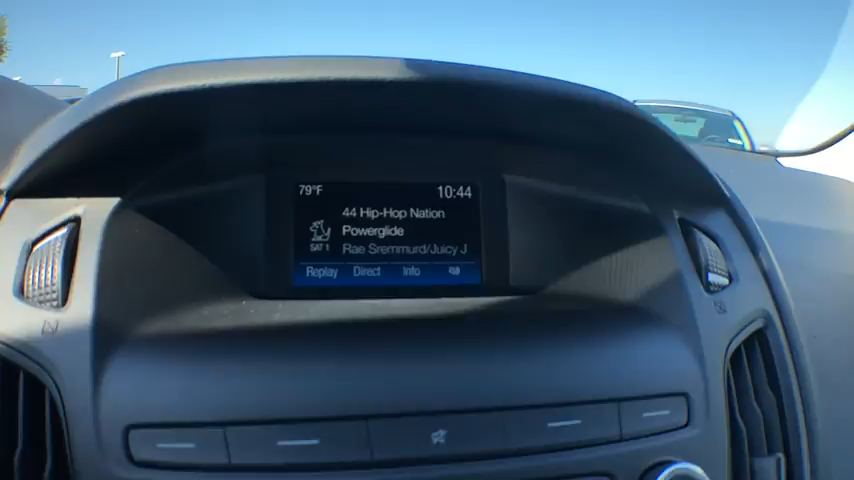 79°F 10:44
44 Hip-Hop Nation
Powerglide
SAT 1 Rae Sremmurd/Juicy J
Replay Direct Info